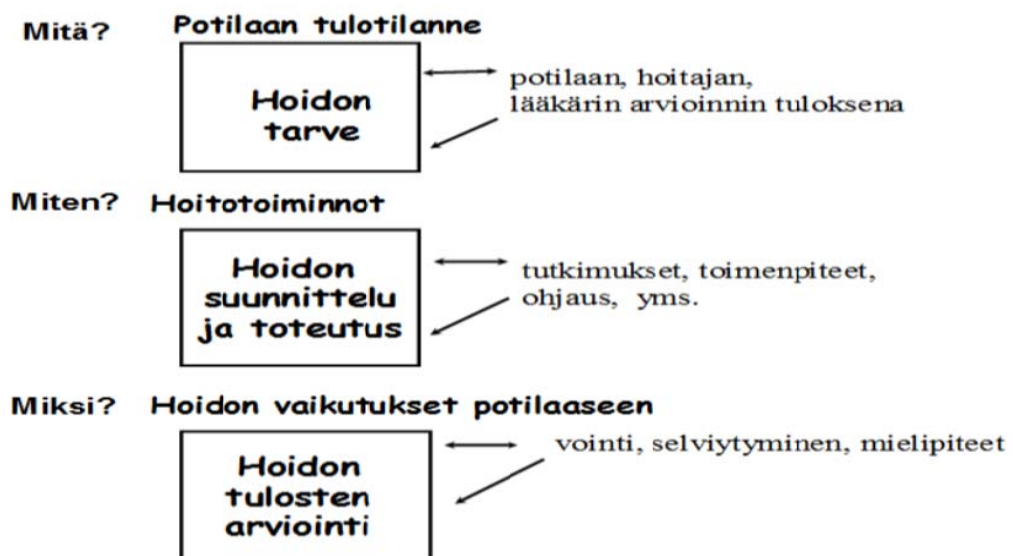 Mitä? Potilaan tulotilanne
Hoidon
tarve
potilaan, hoitajan,
lääkärin arvioinnin tuloksena
Miten? Hoitotoiminnot
Hoidon
suunnittelu
ja toteutus
tutkimukset, toimenpiteet,
ohjaus, yms.
Miksi? Hoidon vaikutukset potilaaseen
Hoidon
tulosten
arviointi
vointi, selviytyminen, mielipiteet